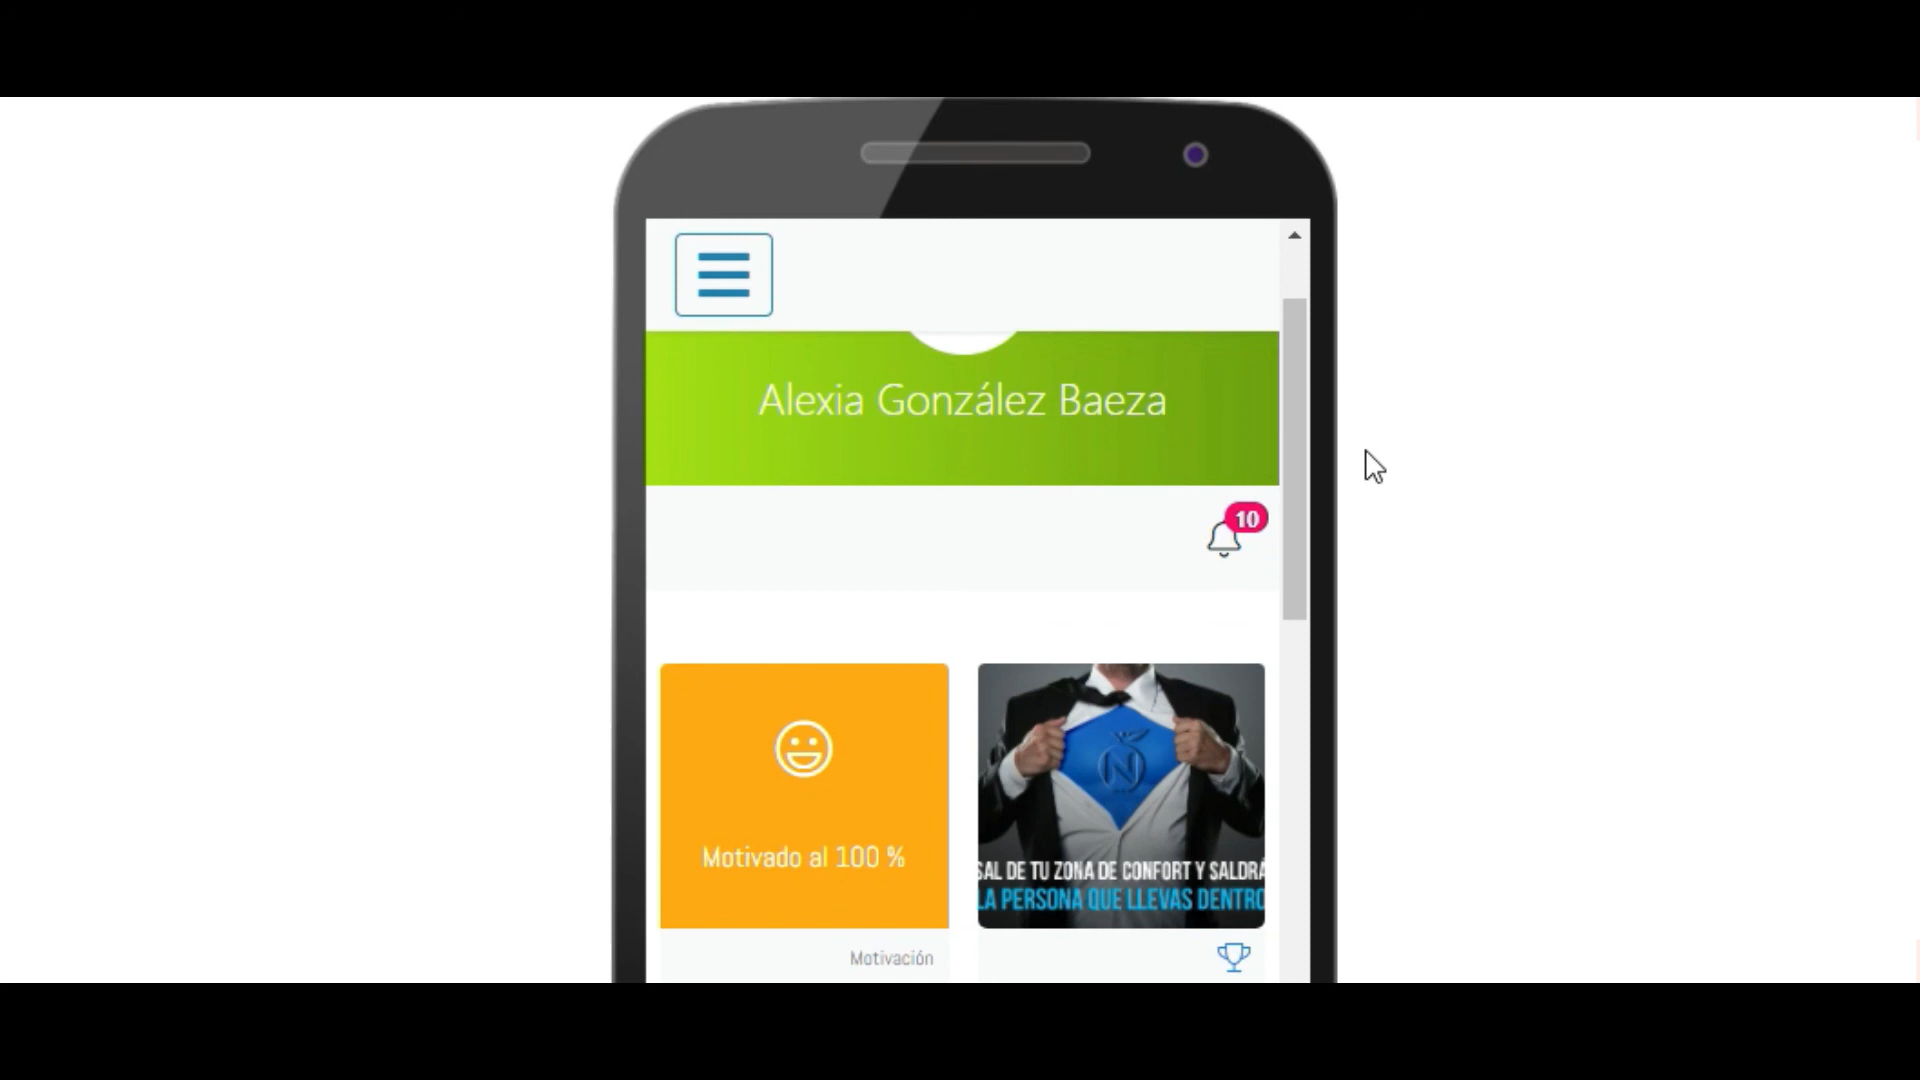 Alexia González Baeza
10
Motivado al 100 %
N
SAL DE TU ZONA DE CONFORT Y SALDRÁ
LA PERSONA QUE LLEVAS DENTRO
Motivación